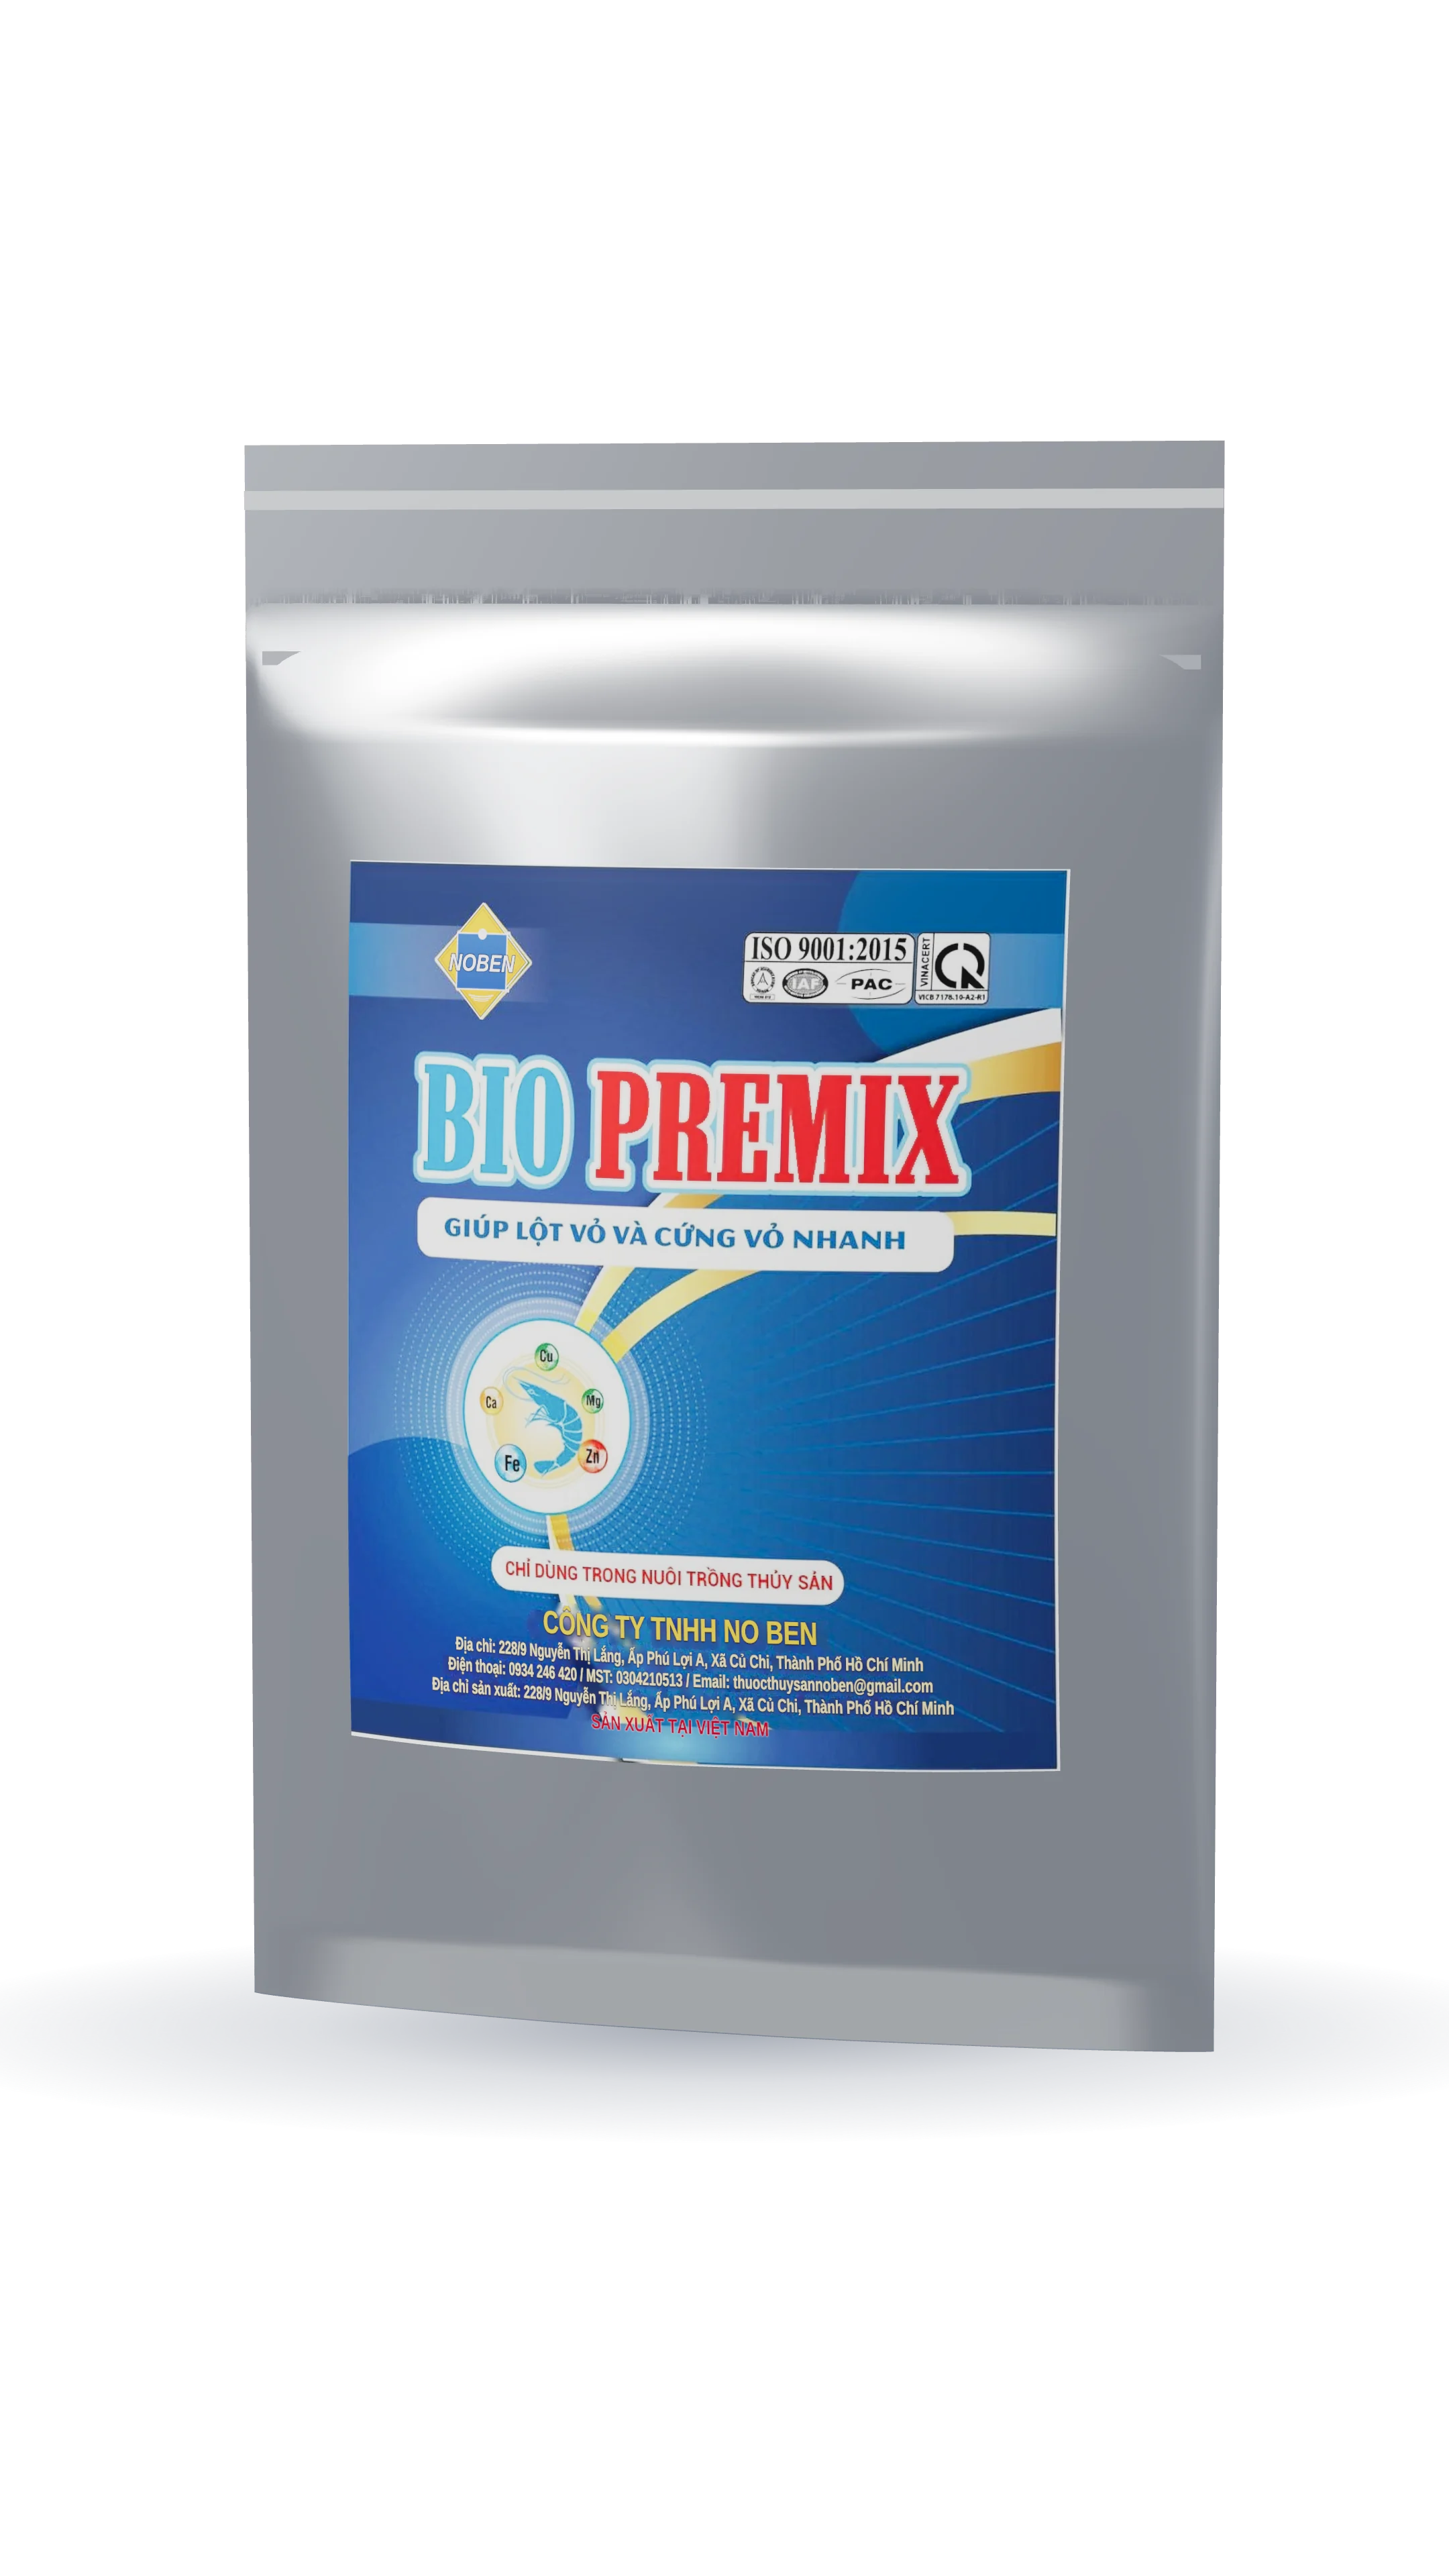 NOBEN
ISO 9001:2015
IAF
PAC
VINACERT
VICB 7178.10-A2-R1
BIO PREMIX
GIÚP LỘT VỎ VÀ CỨNG VỎ NHANH
Cu
Ca
Mg
Fe
Zn
CHỈ DÙNG TRONG NUÔI TRỒNG THỦY SẢN
CÔNG TY TNHH NO BEN
Địa chỉ: 228/9 Nguyễn Thị Lắng, Ấp Phú Lợi A, Xã Củ Chi, Thành Phố Hồ Chí Minh
Điện thoại: 0934 246 420 / MST: 0304210513 / Email: thuocthuysannoben@gmail.com
Địa chỉ sản xuất: 228/9 Nguyễn Thị Lắng, Ấp Phú Lợi A, Xã Củ Chi, Thành Phố Hồ Chí Minh
SẢN XUẤT TẠI VIỆT NAM